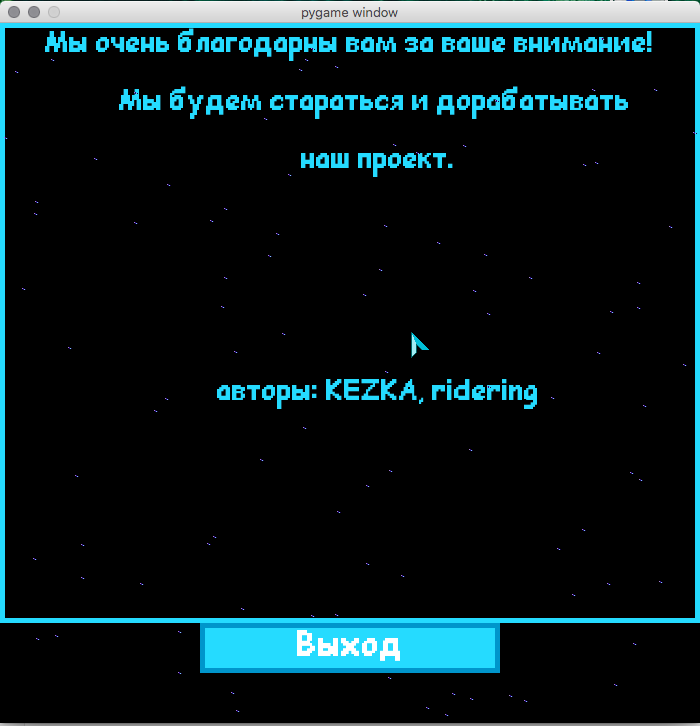 pygame window
Мы очень благодарны вам за ваше внимание!
Мы будем стараться и дорабатывать
наш проект.
авторы: KEZKA, ridering
Выход